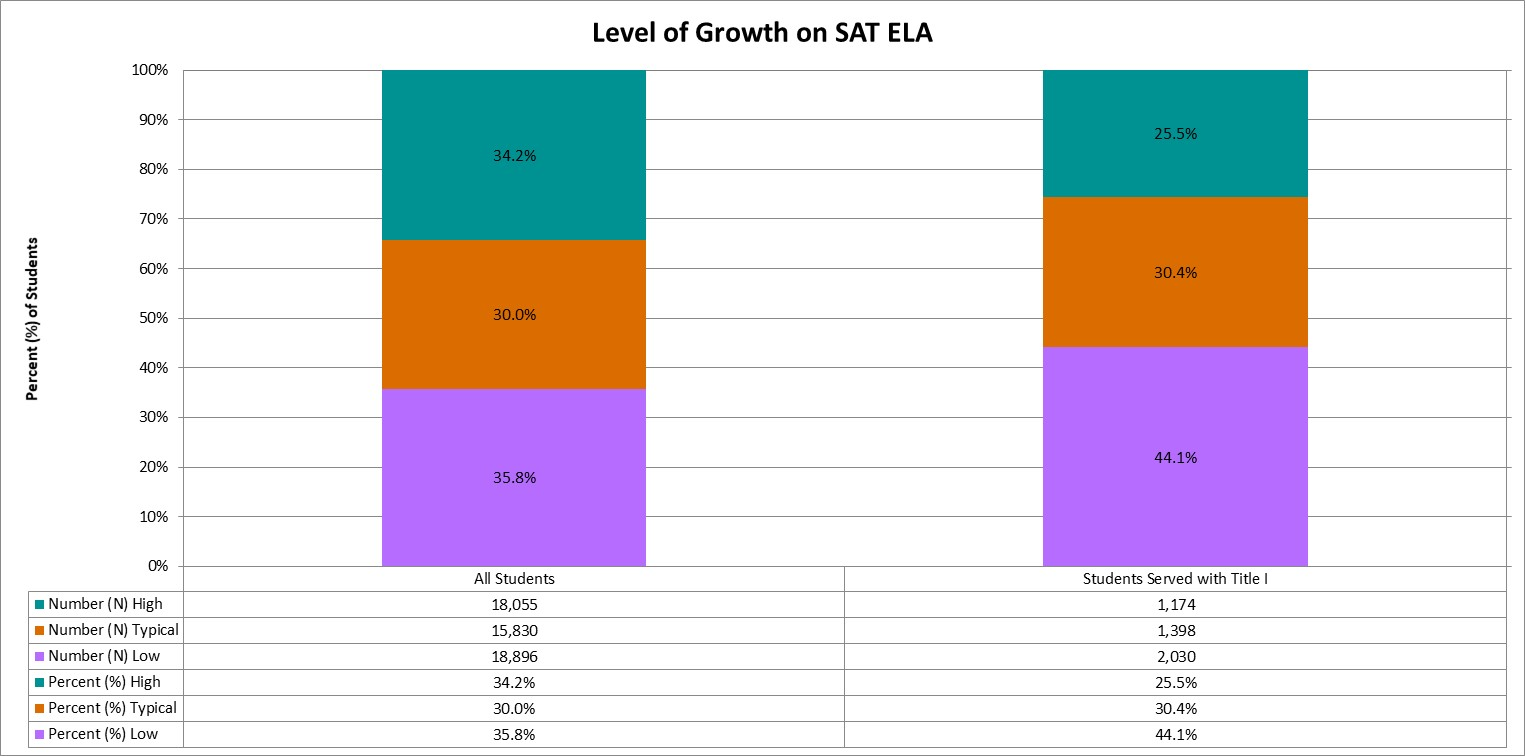 Level of Growth on SAT ELA
Percent (%) of Students
100%
90%
80%
70%
60%
50%
40%
30%
20%
10%
0%
34.2%
30.0%
35.8%
25.5%
30.4%
44.1%
All Students Students Served with Title I
Number (N) High 18,055 1,174
Number (N) Typical 15,830 1,398
Number (N) Low 18,896 2,030
Percent (%) High 34.2% 25.5%
Percent (%) Typical 30.0% 30.4%
Percent (%) Low 35.8% 44.1%